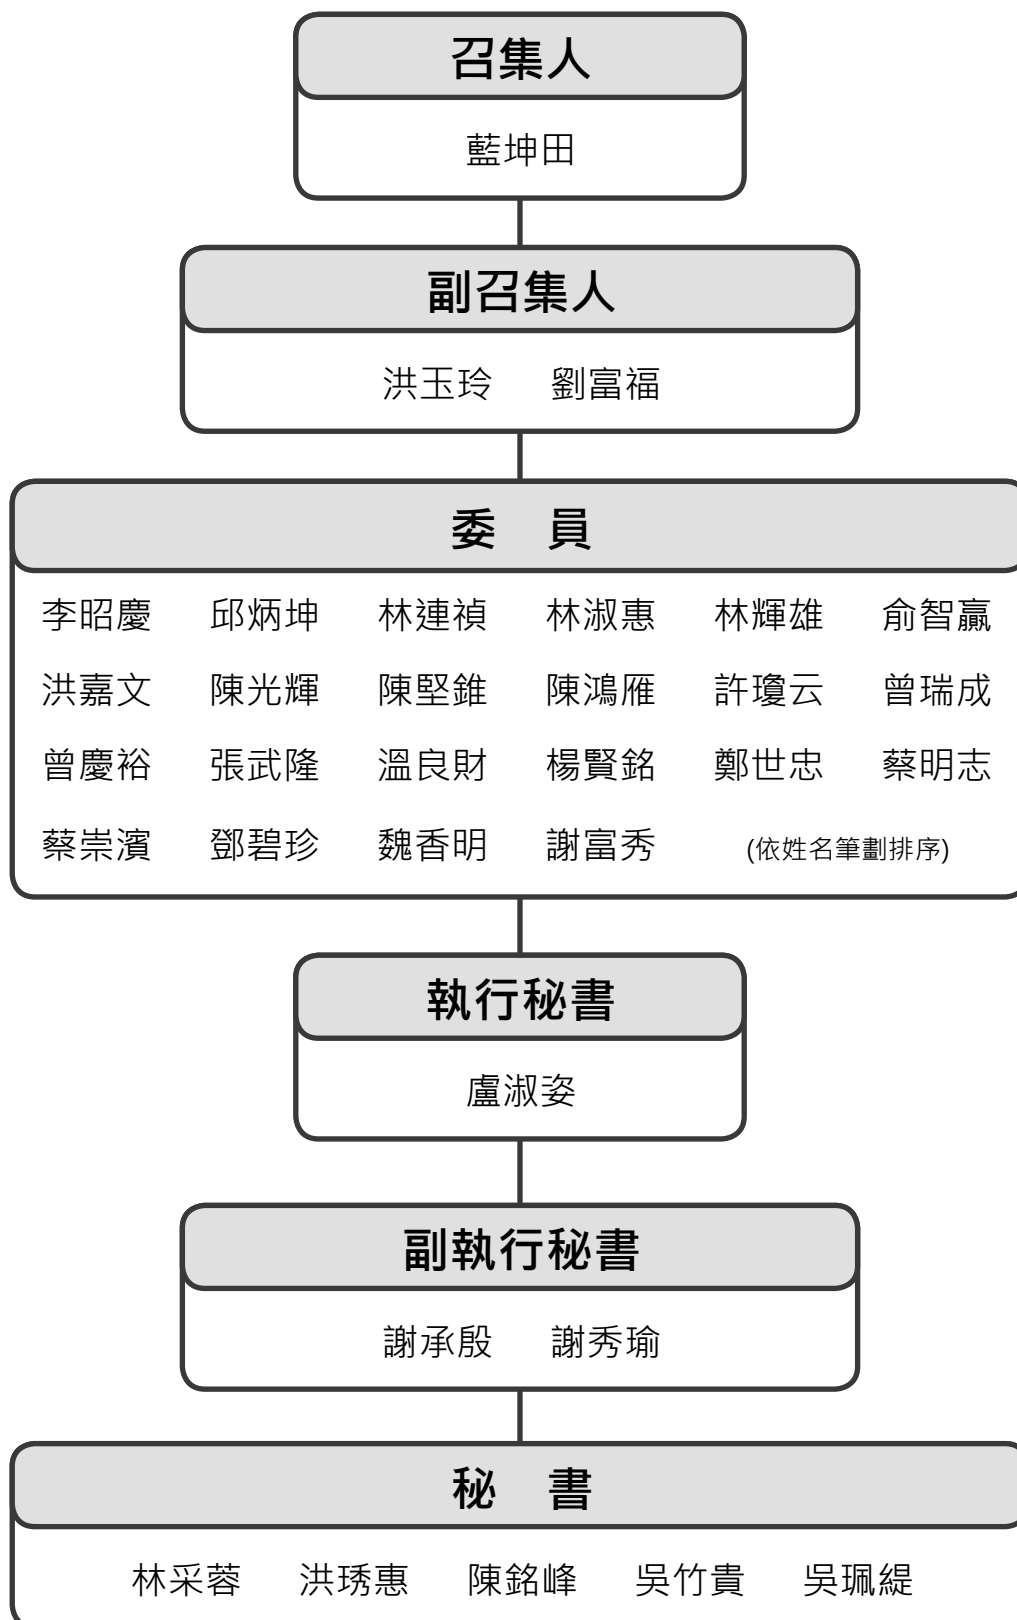 召集人
藍坤田
副召集人
洪玉玲 劉富福
委 員
李昭慶 邱炳坤 林連禎 林淑惠 林輝雄 俞智贏
洪嘉文 陳光輝 陳堅錐 陳鴻雁 許瓊云 曾瑞成
曾慶裕 張武隆 溫良財 楊賢銘 鄭世忠 蔡明志
蔡崇濱 鄧碧珍 魏香明 謝富秀 (依姓名筆劃排序)
執行秘書
盧淑姿
副執行秘書
謝承殷 謝秀瑜
秘 書
林采蓉 洪琇惠 陳銘峰 吳竹貴 吳珮緹